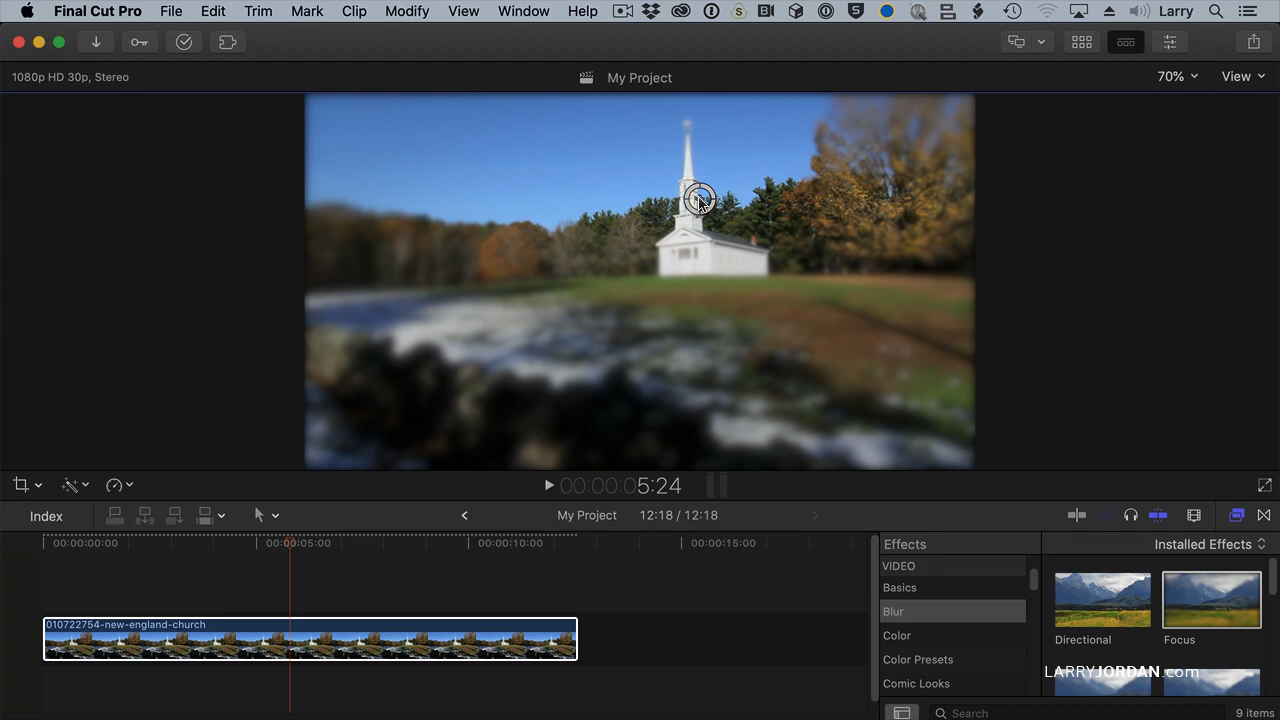 Final Cut Pro File Edit Trim Mark Clip Modify View Window Help Larry
1080p HD 30p, Stereo My Project 70% View
00:00:05:24
Index My Project 12:18 / 12:18
00:00:00:00 00:00:05:00 00:00:10:00 00:00:15:00
010722754-new-england-church
Effects Installed Effects
VIDEO
Basics
Blur
Color
Color Presets
Comic Looks
Directional Focus
LARRYJORDAN.com
Search 9 items